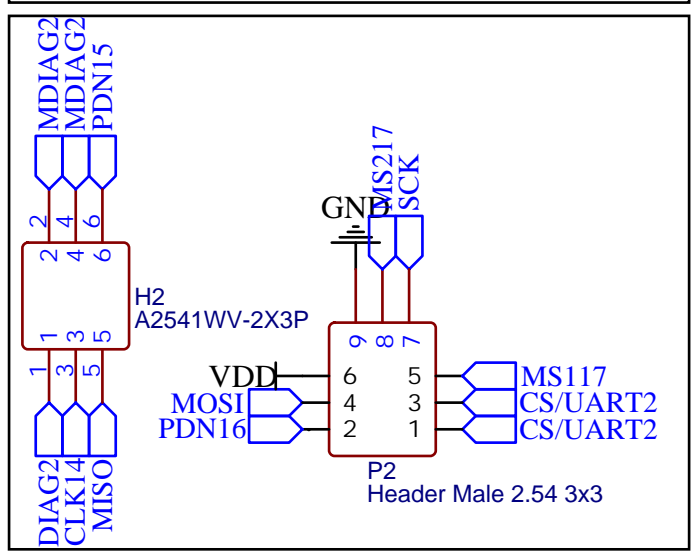 MDIAG2
MDIAG2
PDN15
2
4
6
2
4
6
H2
A2541WV-2X3P
1
3
5
1
3
5
DIAG2
CLK14
MISO
MS217
SCK
GND
9
8
7
VDD
6
5
MS117
MOSI
4
3
CS/UART2
PDN16
2
1
CS/UART2
P2
Header Male 2.54 3x3